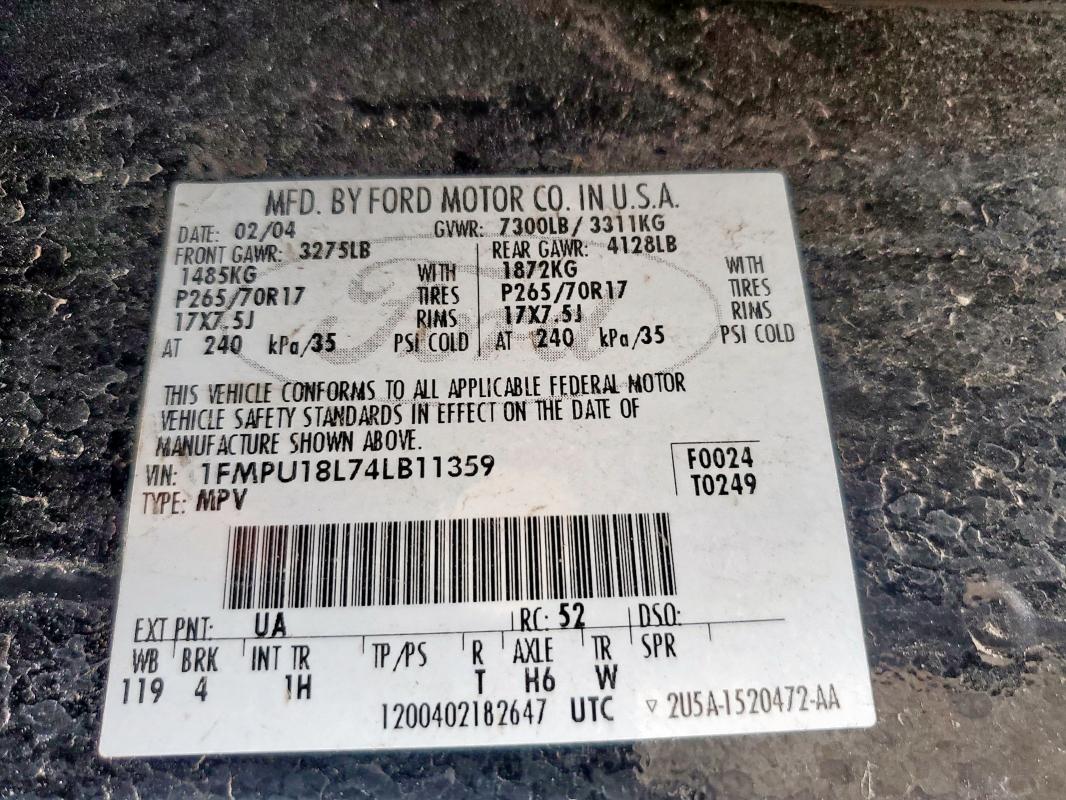 MFD. BY FORD MOTOR CO. IN U.S.A.
DATE: 02/04 GVWR: 7300LB/ 3311KG
FRONT GAWR: 3275LB REAR GAWR: 4128LB
1485KG WITH 1872KG WITH
P265/70R17 TIRES P265/70R17 TIRES
17X7.5J RIMS 17X7.5J RIMS
AT 240 kPa/35 PSI COLD AT 240 kPa/35 PSI COLD
Ford
THIS VEHICLE CONFORMS TO ALL APPLICABLE FEDERAL MOTOR
VEHICLE SAFETY STANDARDS IN EFFECT ON THE DATE OF
MANUFACTURE SHOWN ABOVE.
VIN: 1FMPU18L74LB11359 F0024
TYPE: MPV T0249
EXT PNT: UA RC: 52 DSO:
WB BRK INT TR TP/PS R AXLE TR SPR
119 4 1H T H6 W
1200402182647 UTC ▽ 2U5A-1520472-AA